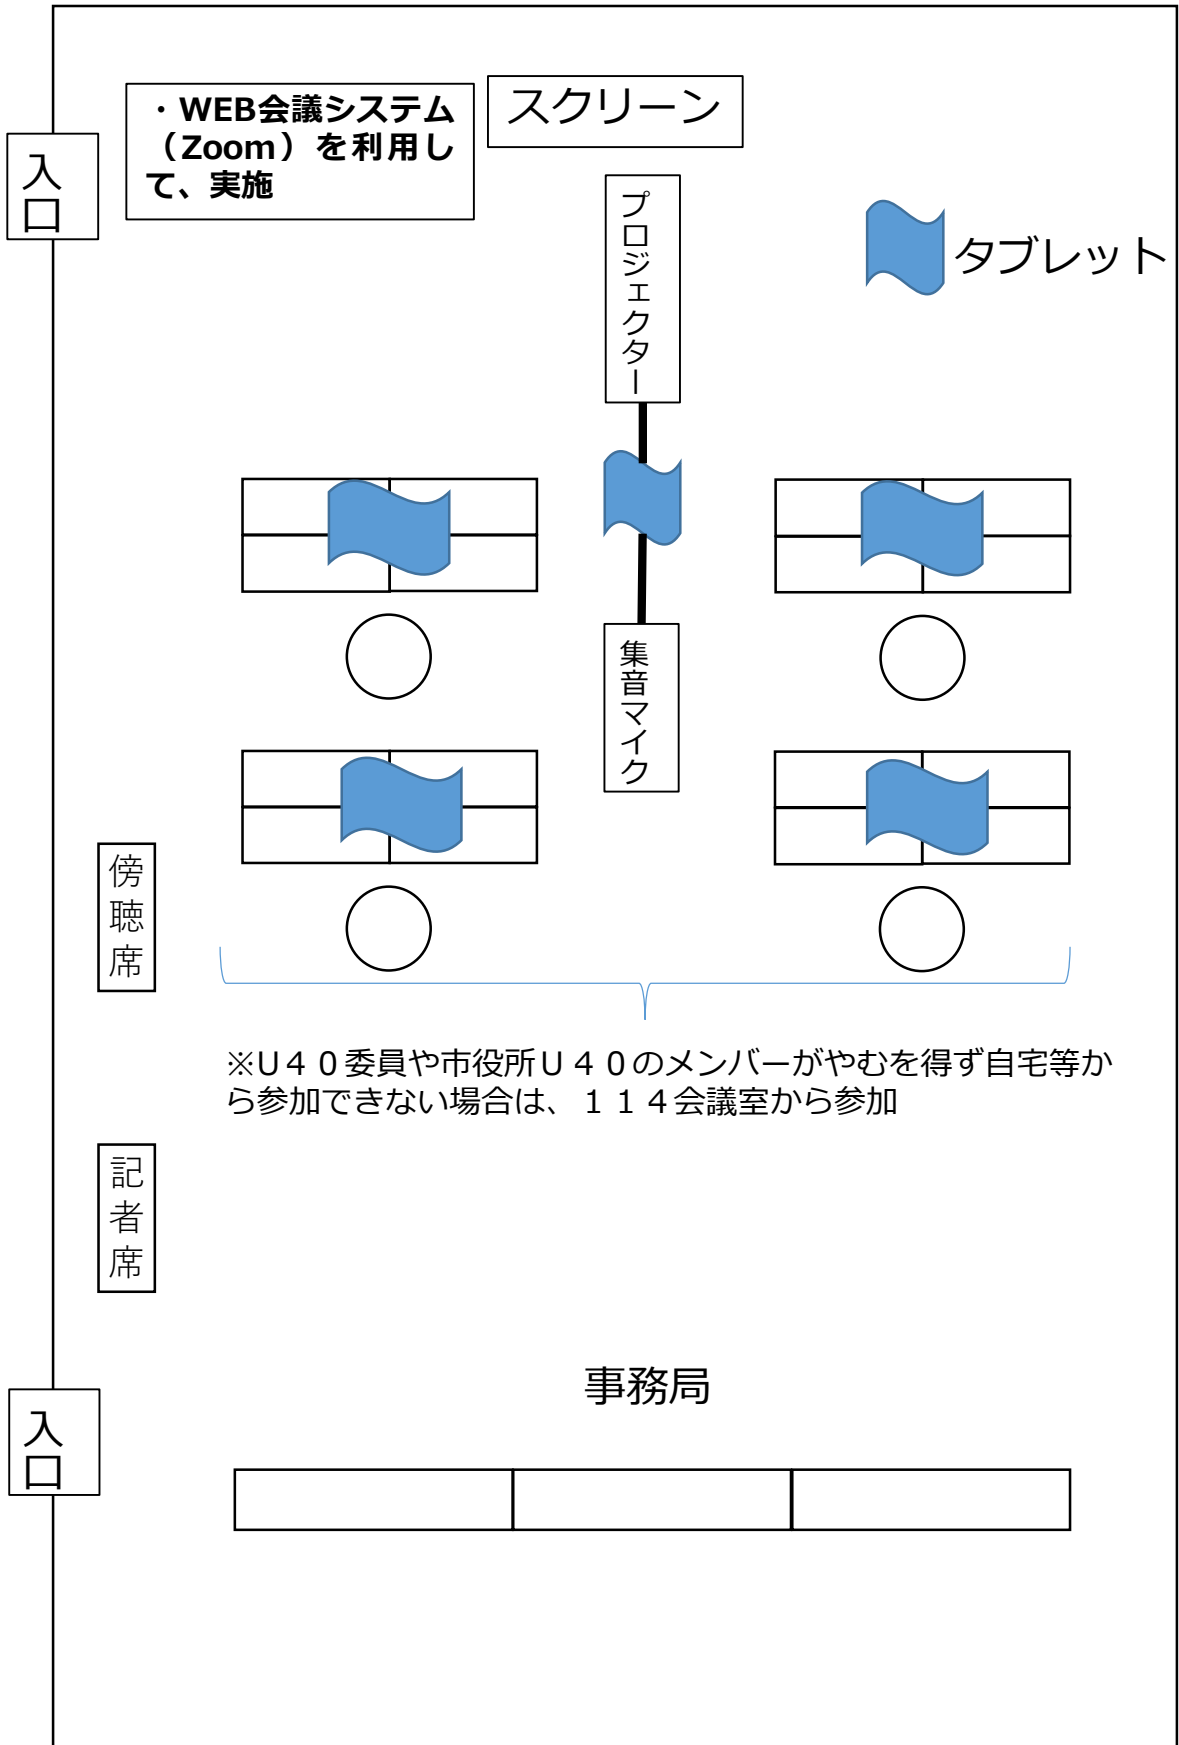 ・WEB会議システム
（Zoom）を利用し
て、実施
スクリーン
入口
プロジェクター
タブレット
集音マイク
傍聴席
※U４０委員や市役所U４０のメンバーがやむを得ず自宅等か
ら参加できない場合は、１１４会議室から参加
記者席
事務局
入口